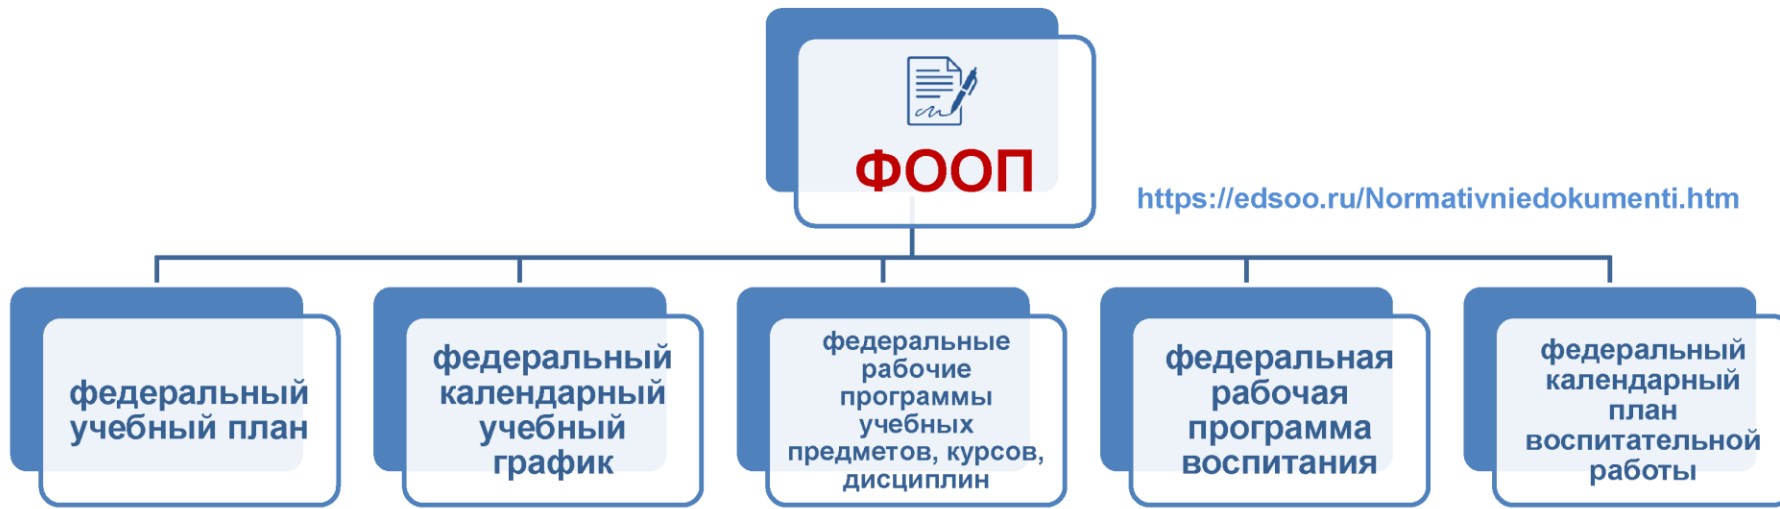 ФООП
https://edsoo.ru/Normativniedokumenti.htm
федеральный
учебный план
федеральный
календарный
учебный
график
федеральные
рабочие
программы
учебных
предметов, курсов,
дисциплин
федеральная
рабочая
программа
воспитания
федеральный
календарный
план
воспитательной
работы